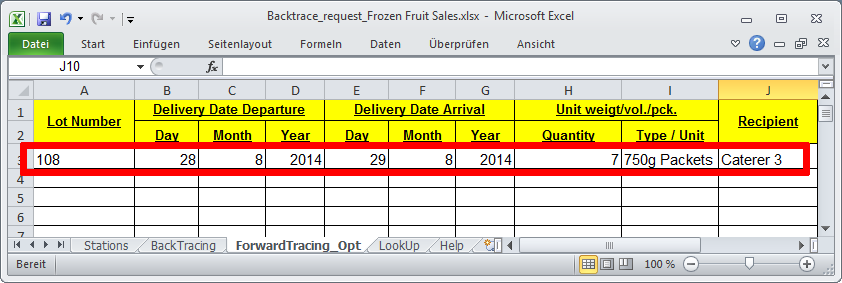 Backtrace_request_Frozen Fruit Sales.xlsx - Microsoft Excel
Datei Start Einfügen Seitenlayout Formeln Daten Überprüfen Ansicht
J10 fx
A B C D E F G H I J
1 Lot Number Delivery Date Departure Delivery Date Arrival Unit weigt/vol./pck. Recipient
2 Day Month Year Day Month Year Quantity Type / Unit
3 108 28 8 2014 29 8 2014 7 750g Packets Caterer 3
4
5
6
7
Stations BackTracing ForwardTracing_Opt LookUp Help
Bereit 100 %